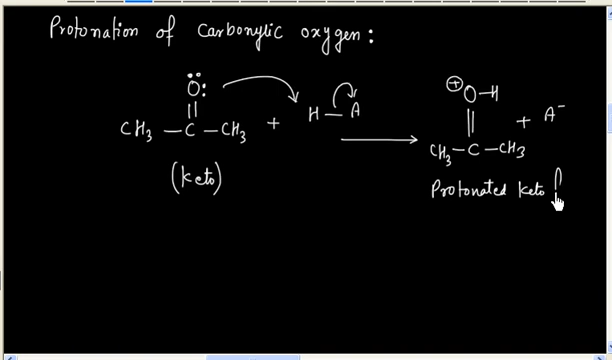 Protonation of Carbonylic oxygen:
O
H — A
⊕ O—H
+ A⁻
CH₃ — C — CH₃ +
CH₃ — C — CH₃
(Keto)
Protonated keto